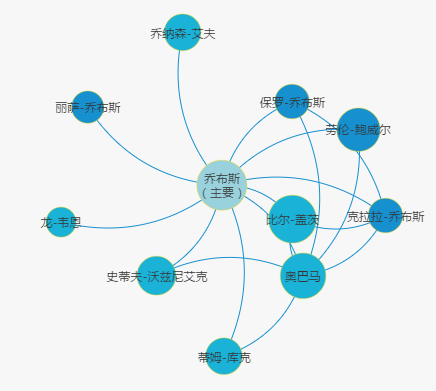 乔纳森-艾夫
丽萨-乔布斯
保罗-乔布斯
劳伦-鲍威尔
乔布斯
（主要）
龙-韦恩
比尔-盖茨
克拉拉-乔布斯
史蒂夫-沃兹尼艾克
奥巴马
蒂姆-库克